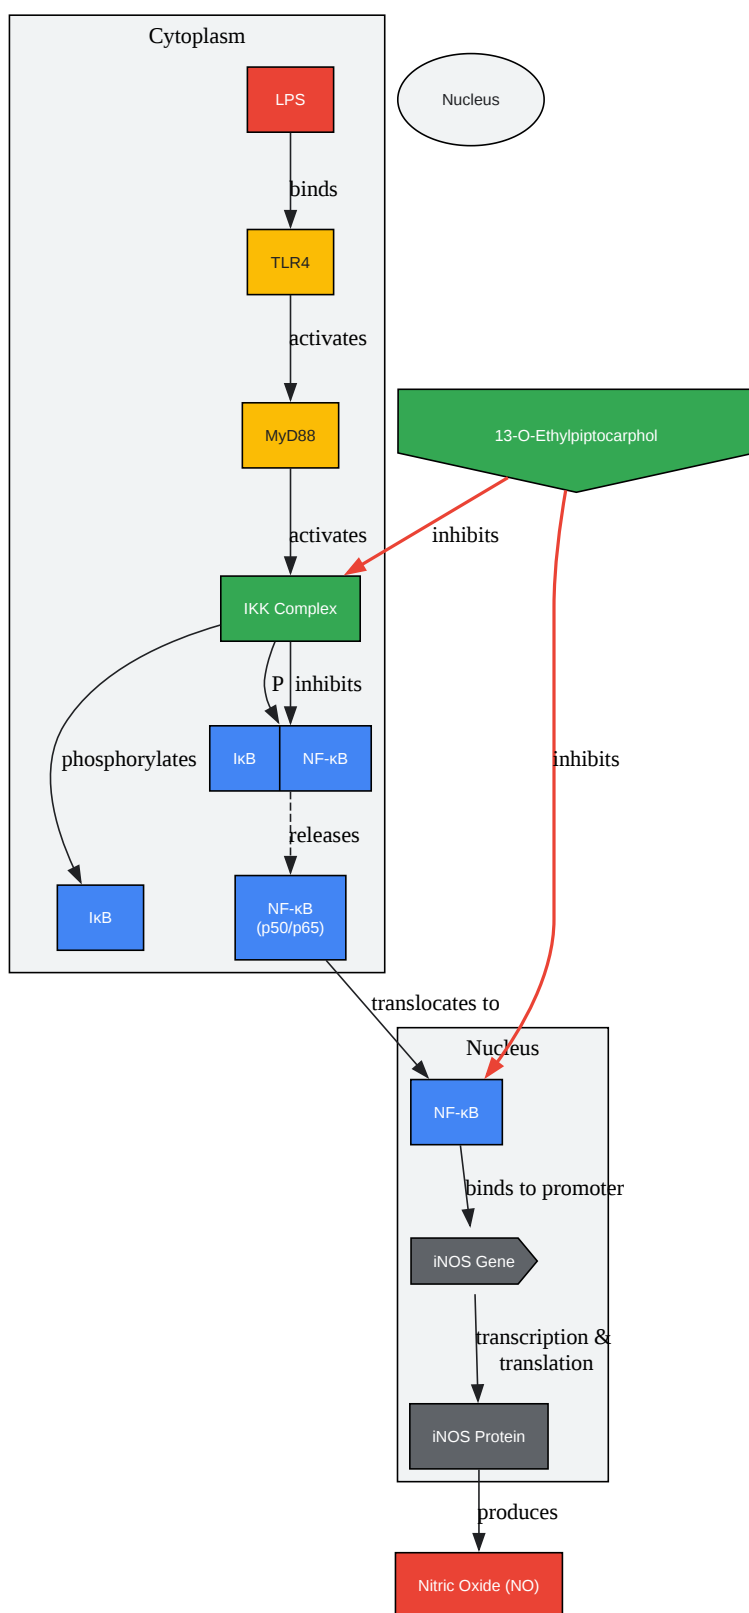 Cytoplasm
LPS
Nucleus
binds
TLR4
activates
MyD88
13-O-Ethylpiptocarphol
activates
inhibits
IKK Complex
P
inhibits
phosphorylates
IκB
NF-κB
inhibits
releases
IκB
NF-κB
(p50/p65)
translocates to
Nucleus
NF-κB
binds to promoter
iNOS Gene
transcription &
translation
iNOS Protein
produces
Nitric Oxide (NO)